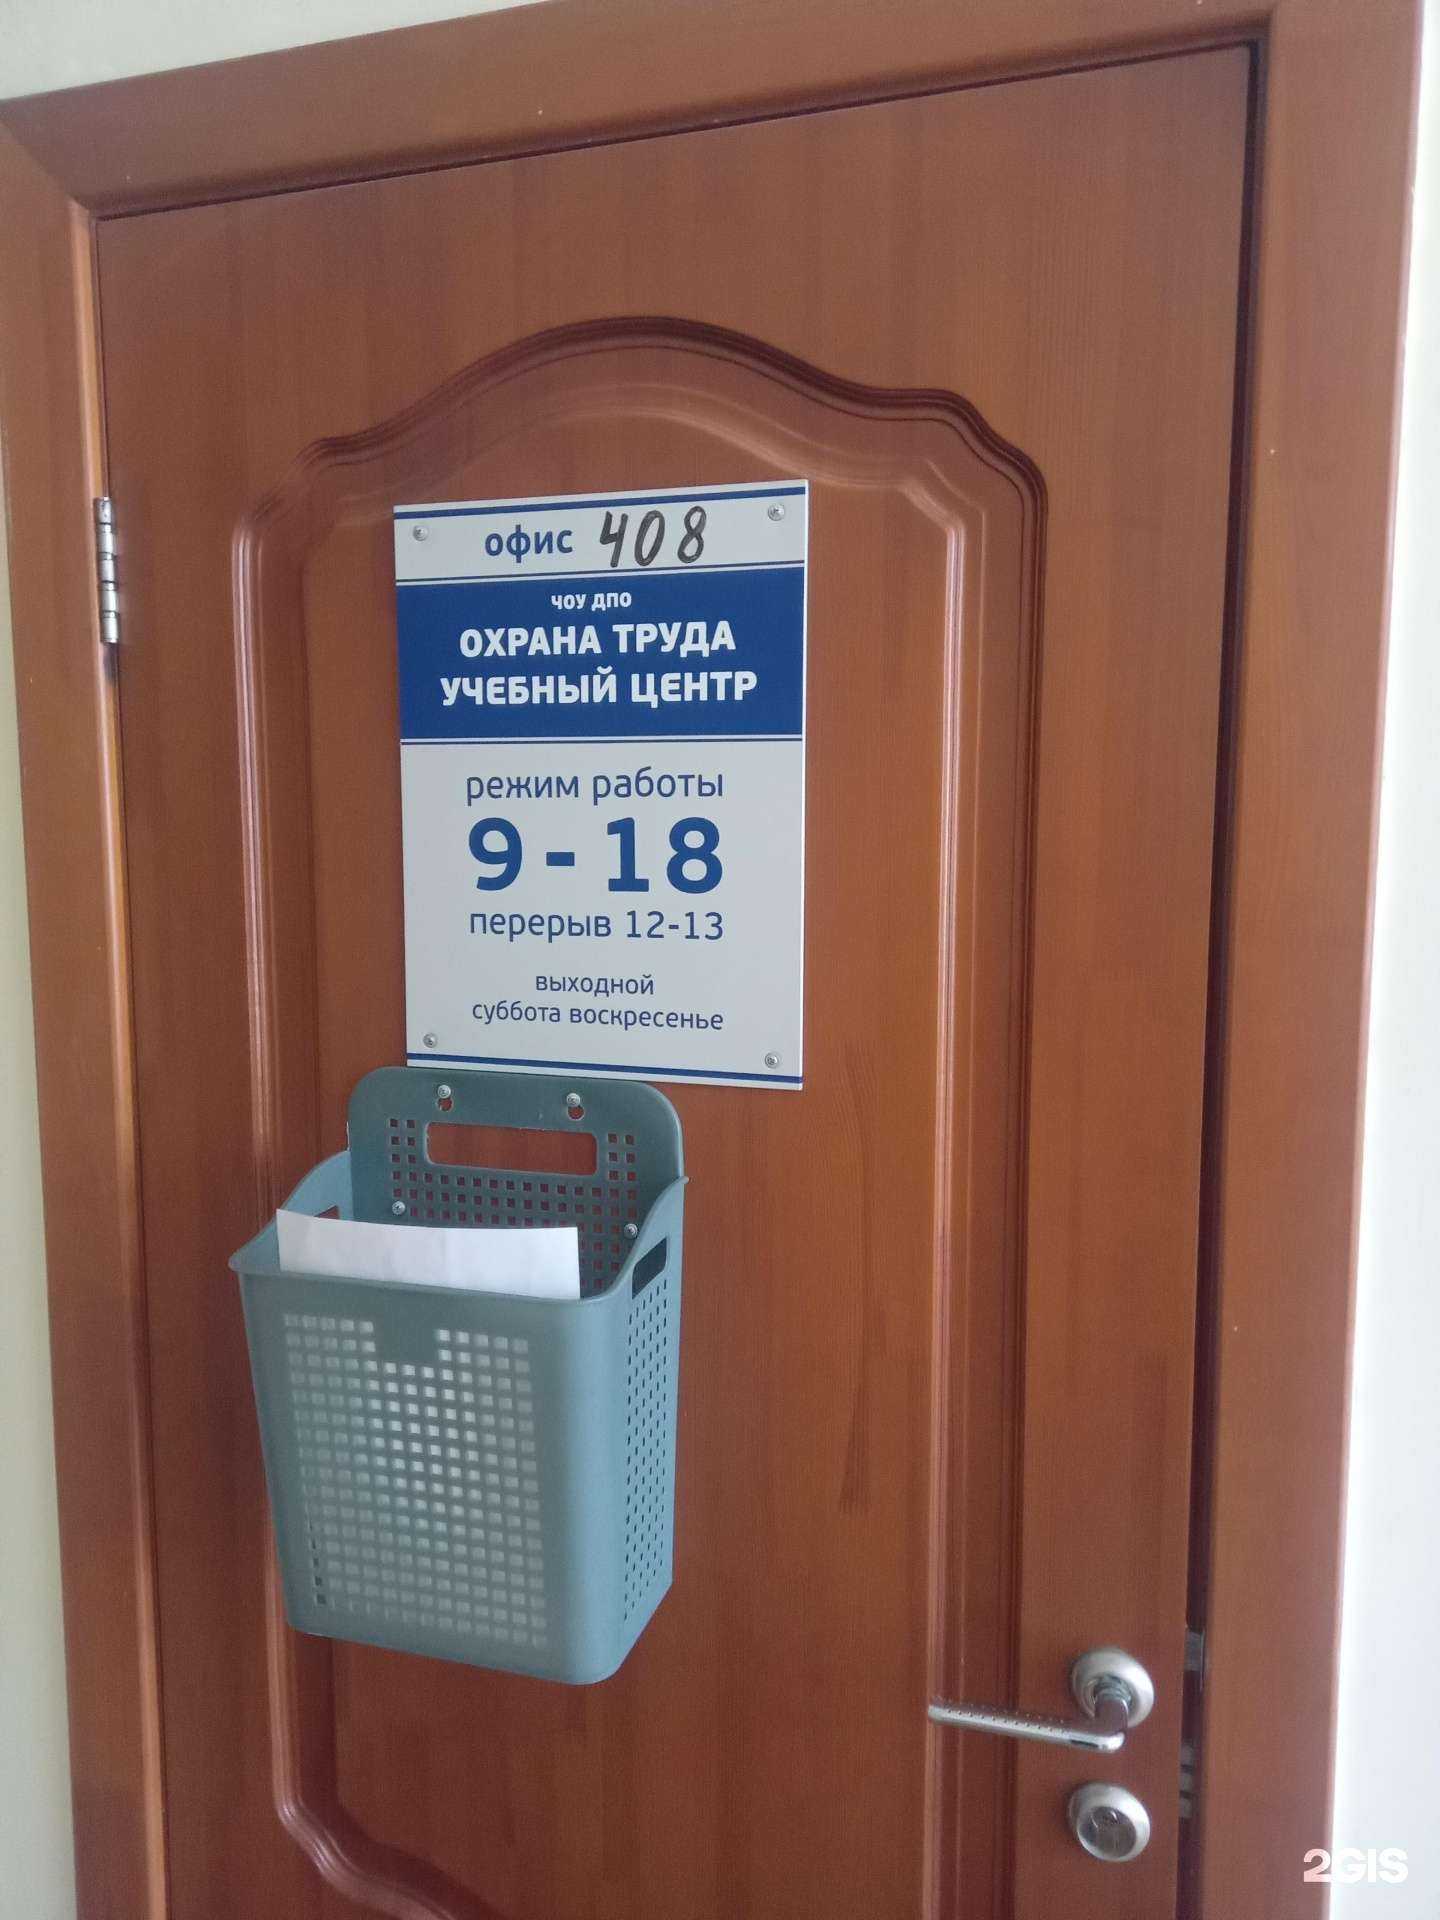 офис 408
ЧОУ ДПО
ОХРАНА ТРУДА
УЧЕБНЫЙ ЦЕНТР
режим работы
9-18
перерыв 12-13
выходной
суббота воскресенье
2GIS